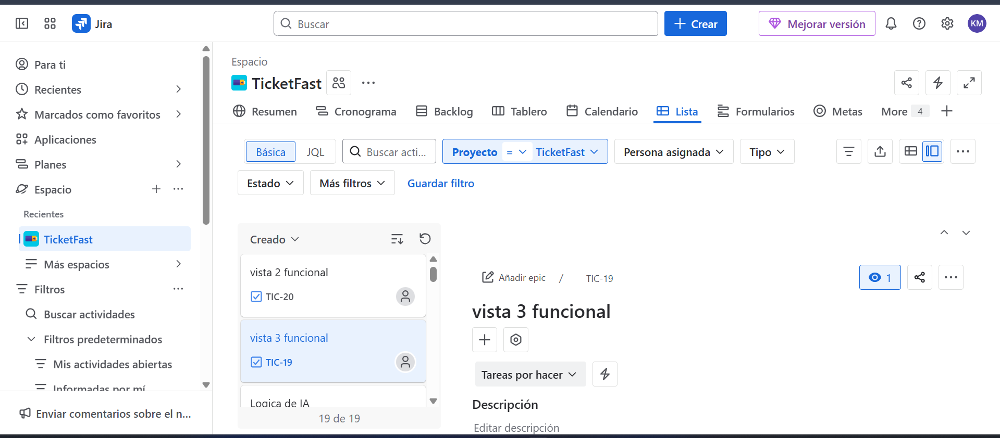 Jira
Buscar
Crear
Mejorar versión
KM
Para ti
Recientes
Marcados como favoritos
Aplicaciones
Planes
Espacio
Recientes
TicketFast
Más espacios
Filtros
Buscar actividades
Filtros predeterminados
Mis actividades abiertas
Informadas por mí
Enviar comentarios sobre el n...
Espacio
TicketFast
Resumen
Cronograma
Backlog
Tablero
Calendario
Lista
Formularios
Metas
More 4
Básica
JQL
Buscar acti...
Proyecto = TicketFast
Persona asignada
Tipo
Estado
Más filtros
Guardar filtro
Creado
vista 2 funcional
TIC-20
vista 3 funcional
TIC-19
Logica de IA
19 de 19
Añadir epic / TIC-19
1
vista 3 funcional
Tareas por hacer
Descripción
Editar descripción